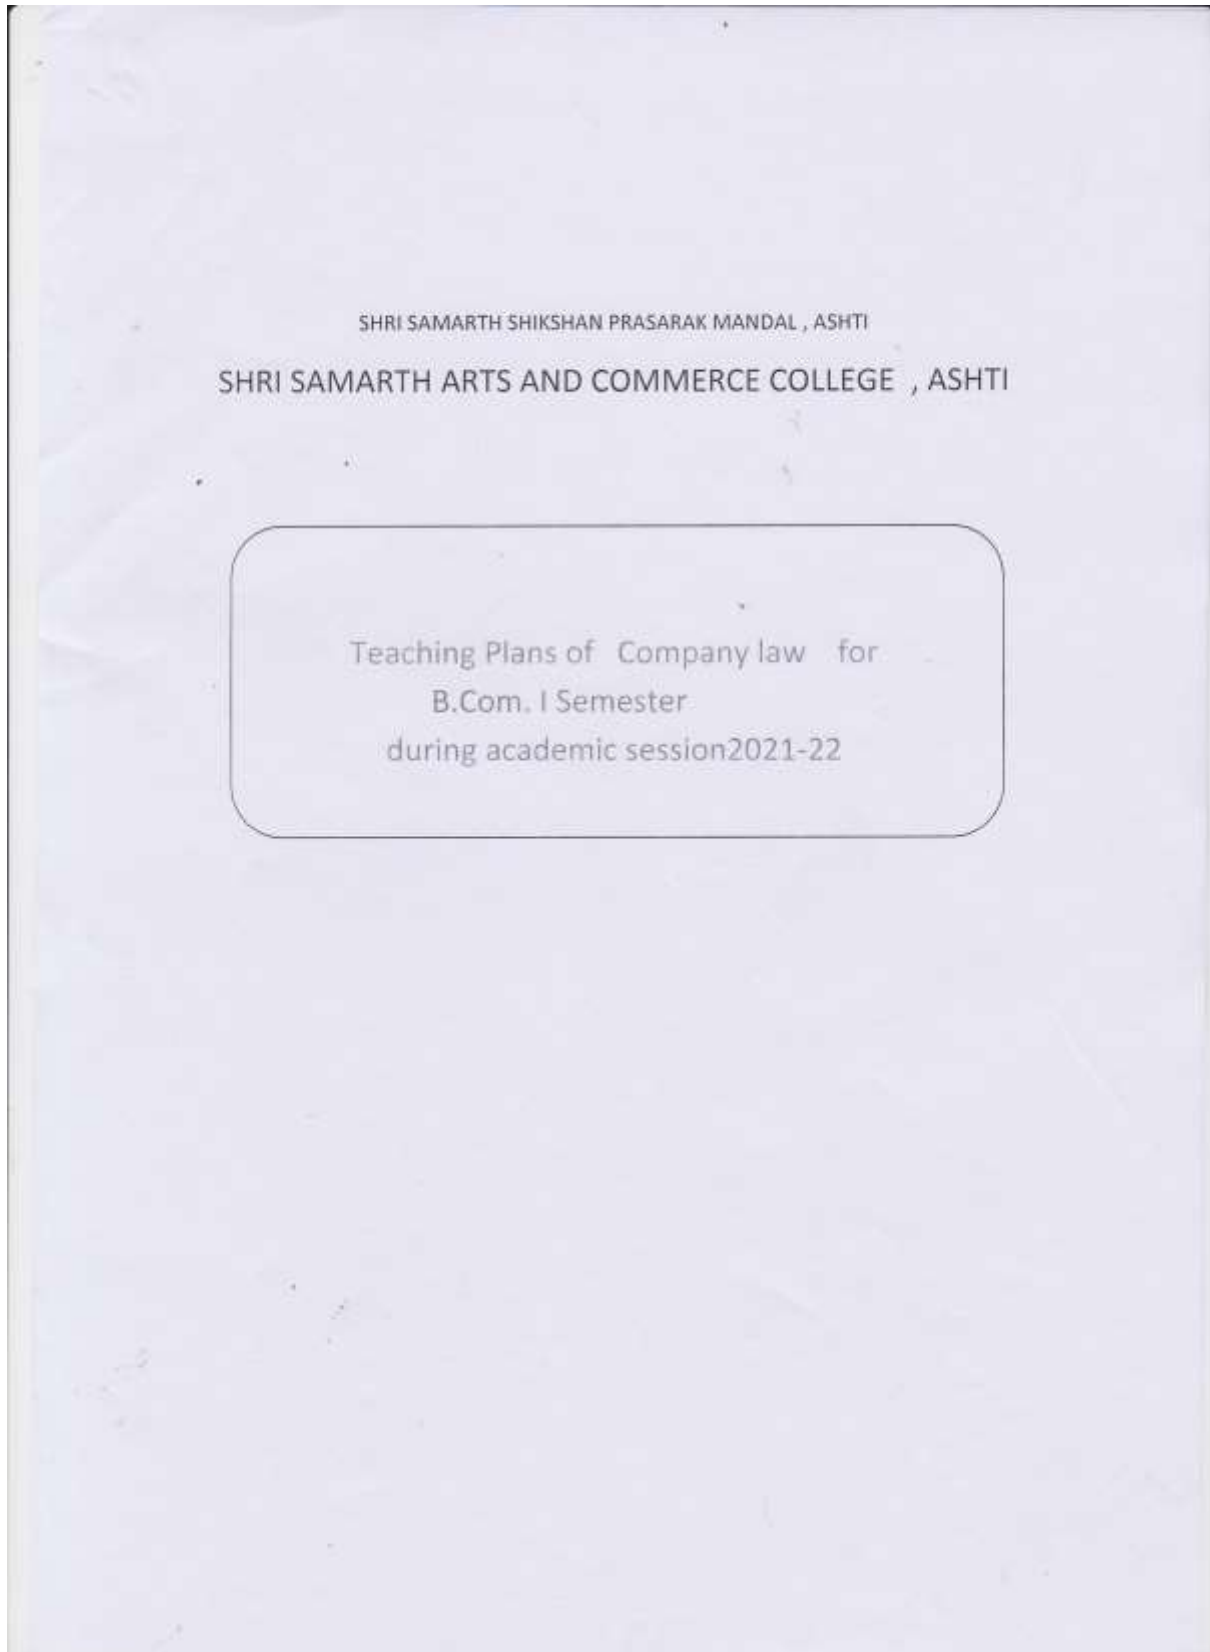 SHRI SAMARTH SHIKSHAN PRASARAK MANDAL , ASHTI
SHRI SAMARTH ARTS AND COMMERCE COLLEGE , ASHTI
Teaching Plans of Company law for
B.Com. I Semester
during academic session2021-22